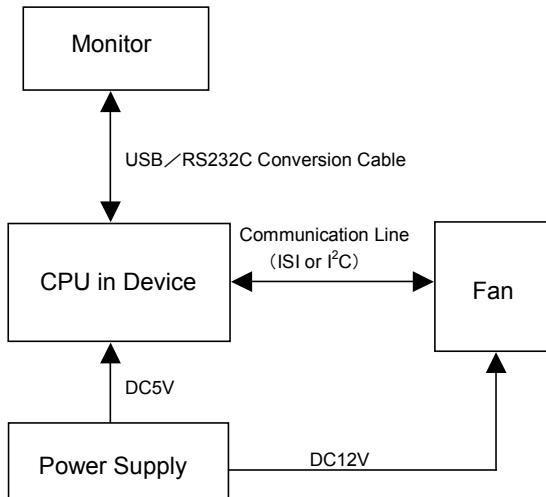 Monitor
USB／RS232C Conversion Cable
Communication Line
（ISI or I²C）
CPU in Device
Fan
DC5V
Power Supply
DC12V